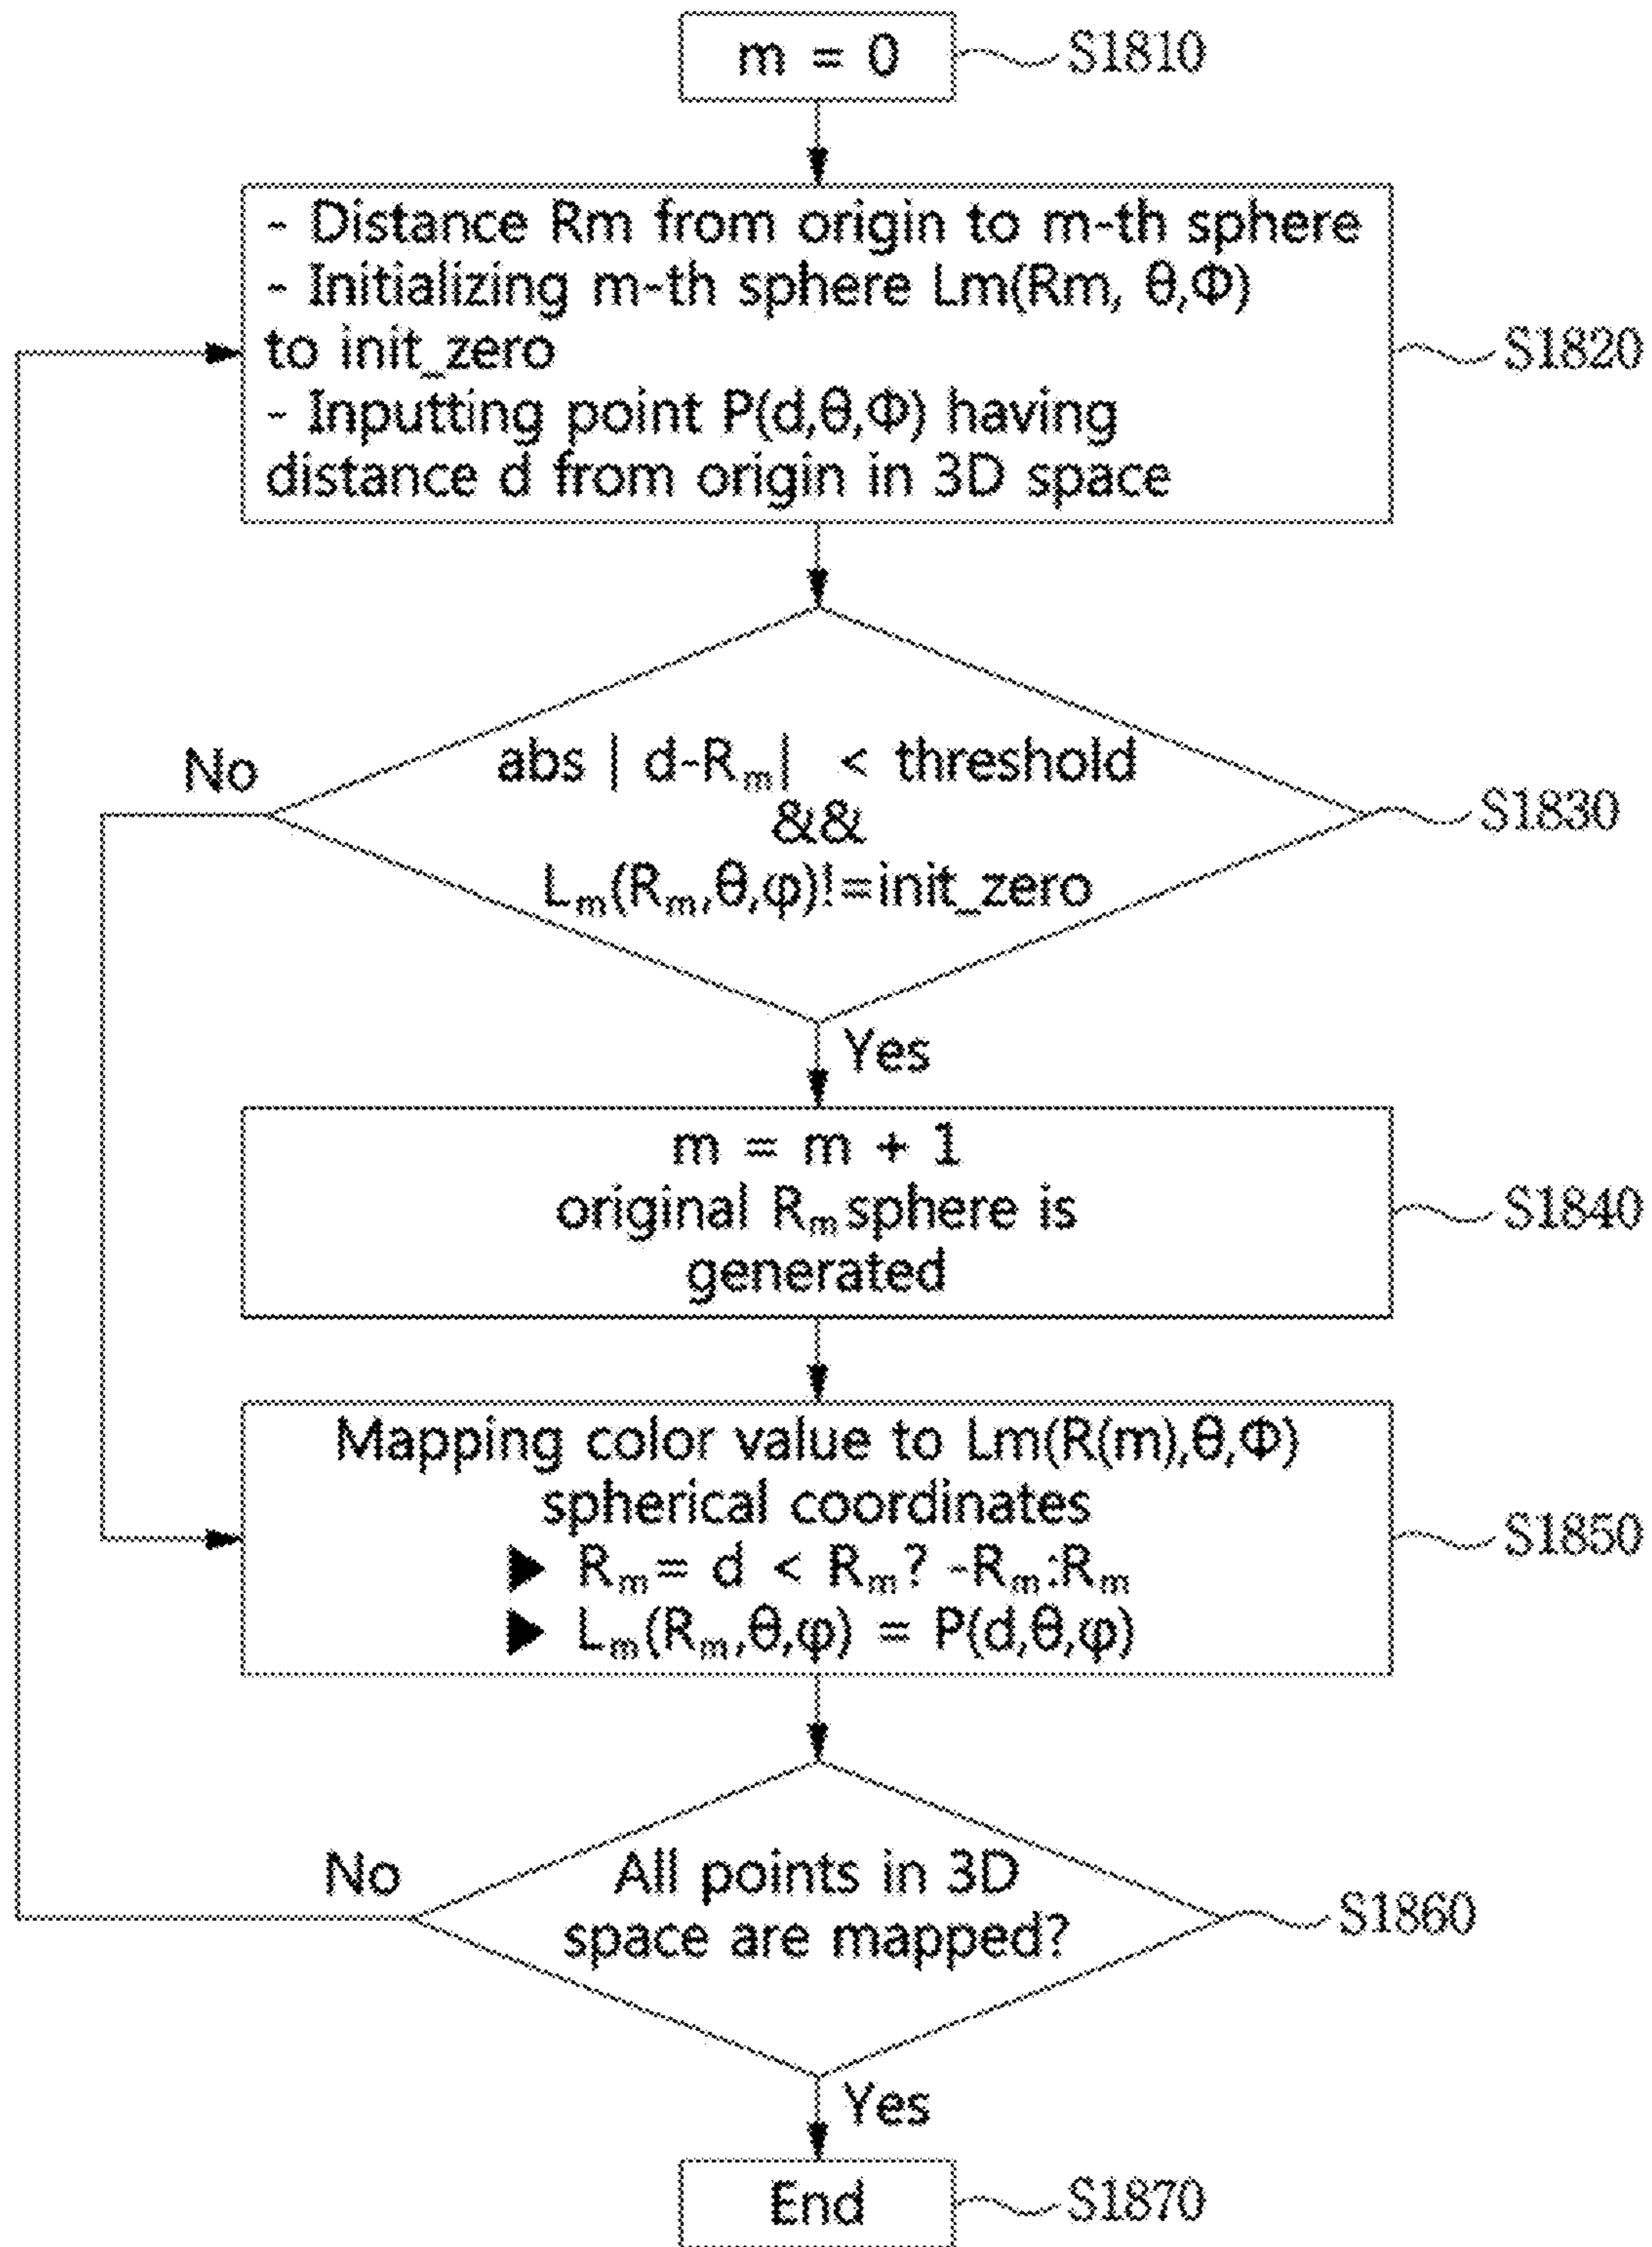 m = 0
S1810
- Distance Rm from origin to m-th sphere
- Initializing m-th sphere Lm(Rm, θ,Φ)
to init_zero
- Inputting point P(d,θ,Φ) having
distance d from origin in 3D space
S1820
No
abs | d-Rₘ| < threshold
&&
Lₘ(Rₘ,θ,φ)!=init_zero
S1830
Yes
m = m + 1
original Rₘ sphere is
generated
S1840
Mapping color value to Lm(R(m),θ,Φ)
spherical coordinates
▶ Rₘ= d < Rₘ? -Rₘ:Rₘ
▶ Lₘ(Rₘ,θ,φ) = P(d,θ,φ)
S1850
No
All points in 3D
space are mapped?
S1860
Yes
End
S1870